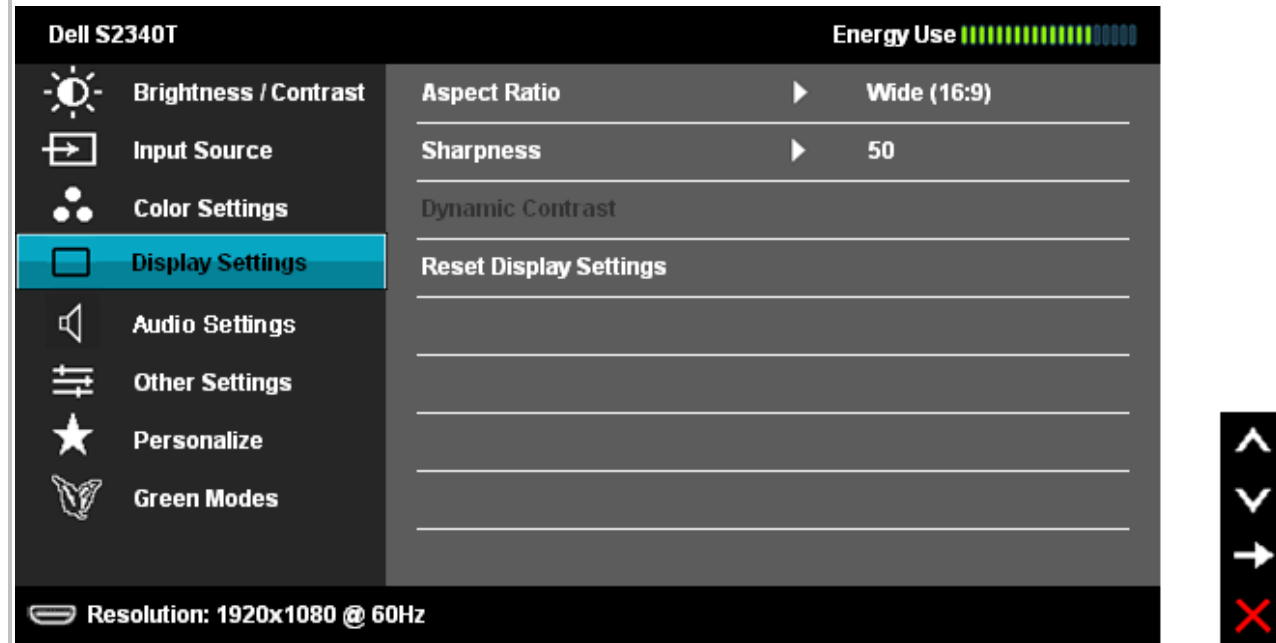 Dell S2340T Energy Use
Brightness / Contrast Aspect Ratio Wide (16:9)
Input Source Sharpness 50
Color Settings Dynamic Contrast
Display Settings Reset Display Settings
Audio Settings
Other Settings
Personalize
Green Modes
Resolution: 1920x1080 @ 60Hz